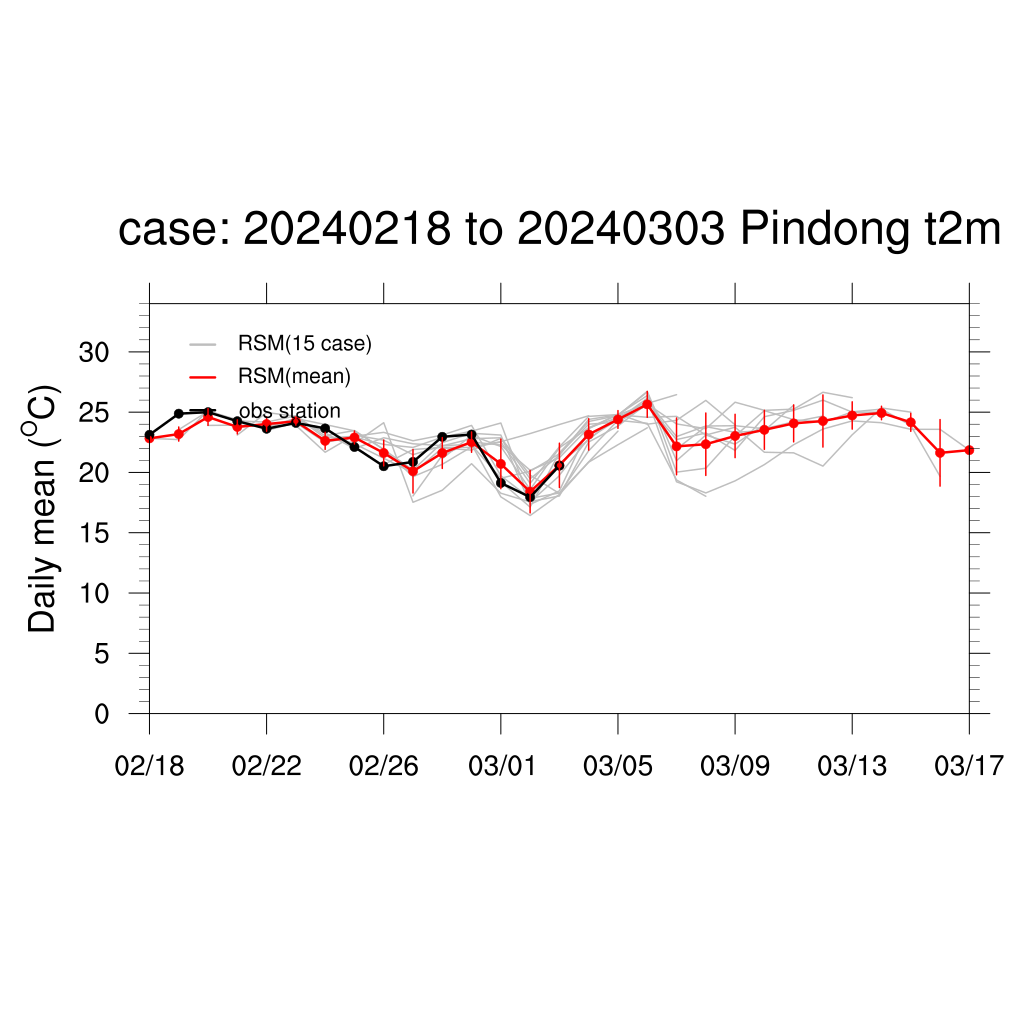 case: 20240218 to 20240303 Pindong t2m
RSM(15 case)
RSM(mean)
obs station
Daily mean (°C)
30
25
20
15
10
5
0
02/18 02/22 02/26 03/01 03/05 03/09 03/13 03/17